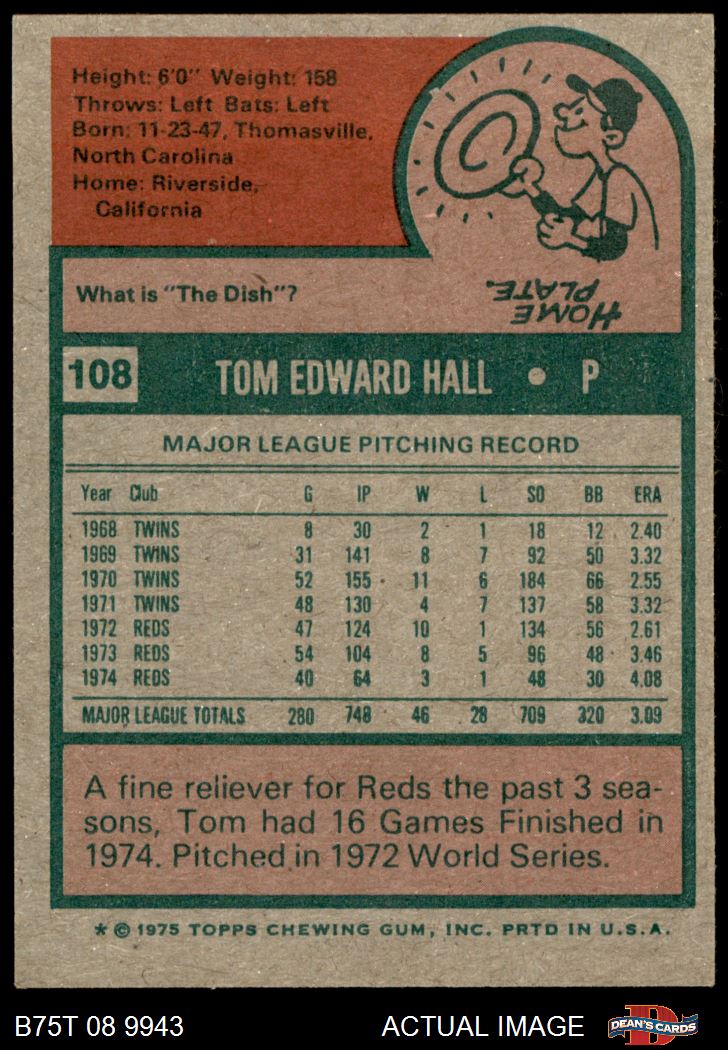 Height: 6'0" Weight: 158
Throws: Left Bats: Left
Born: 11-23-47, Thomasville,
North Carolina
Home: Riverside,
California
What is "The Dish"?
HOME
PLATE.
108 TOM EDWARD HALL • P
MAJOR LEAGUE PITCHING RECORD
Year Club G IP W L SO BB ERA
1968 TWINS 8 30 2 1 18 12 2.40
1969 TWINS 31 141 8 7 92 50 3.32
1970 TWINS 52 155 11 6 184 66 2.55
1971 TWINS 48 130 4 7 137 58 3.32
1972 REDS 47 124 10 1 134 56 2.61
1973 REDS 54 104 8 5 96 48 3.46
1974 REDS 40 64 3 1 48 30 4.08
MAJOR LEAGUE TOTALS 280 748 46 28 709 320 3.09
A fine reliever for Reds the past 3 sea-
sons, Tom had 16 Games Finished in
1974. Pitched in 1972 World Series.
* © 1975 TOPPS CHEWING GUM, INC. PRTD IN U.S.A.
B75T 08 9943 ACTUAL IMAGE DEAN'S CARDS